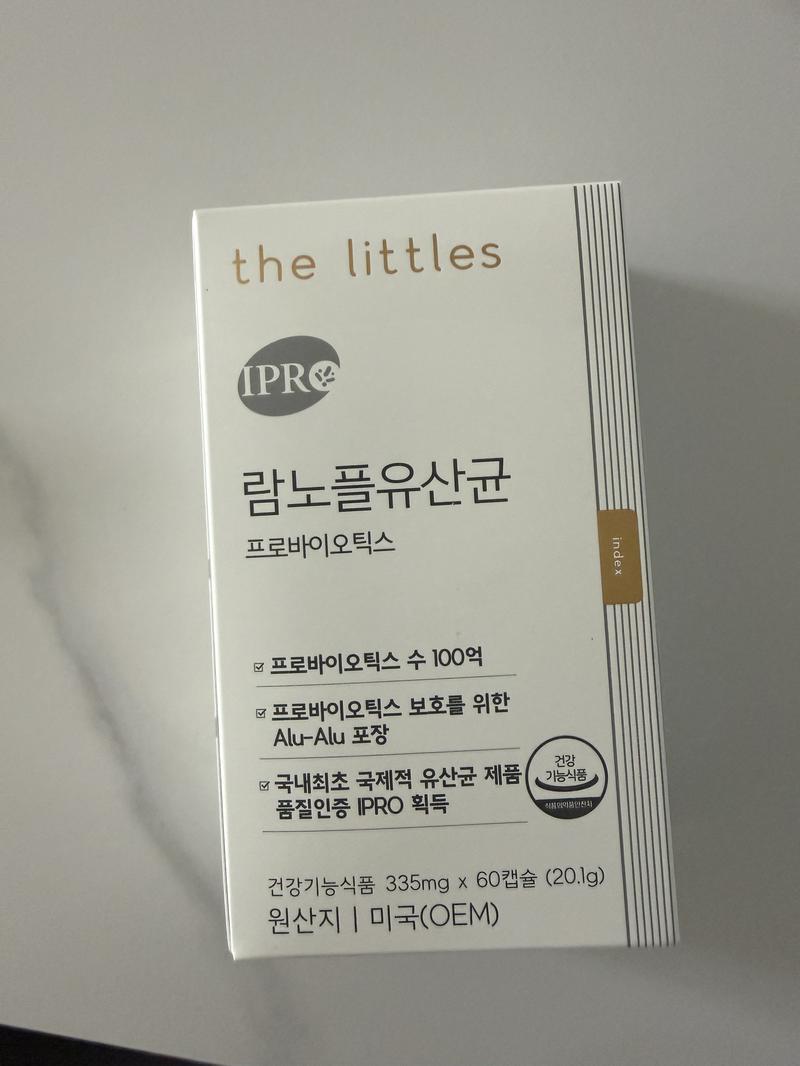 the littles
IPRO
람노플유산균
프로바이오틱스
index
프로바이오틱스 수 100억
프로바이오틱스 보호를 위한
Alu-Alu 포장
국내최초 국제적 유산균 제품
품질인증 IPRO 획득
건강
기능식품
식품의약품안전처
건강기능식품 335mg x 60캡슐 (20.1g)
원산지 | 미국(OEM)